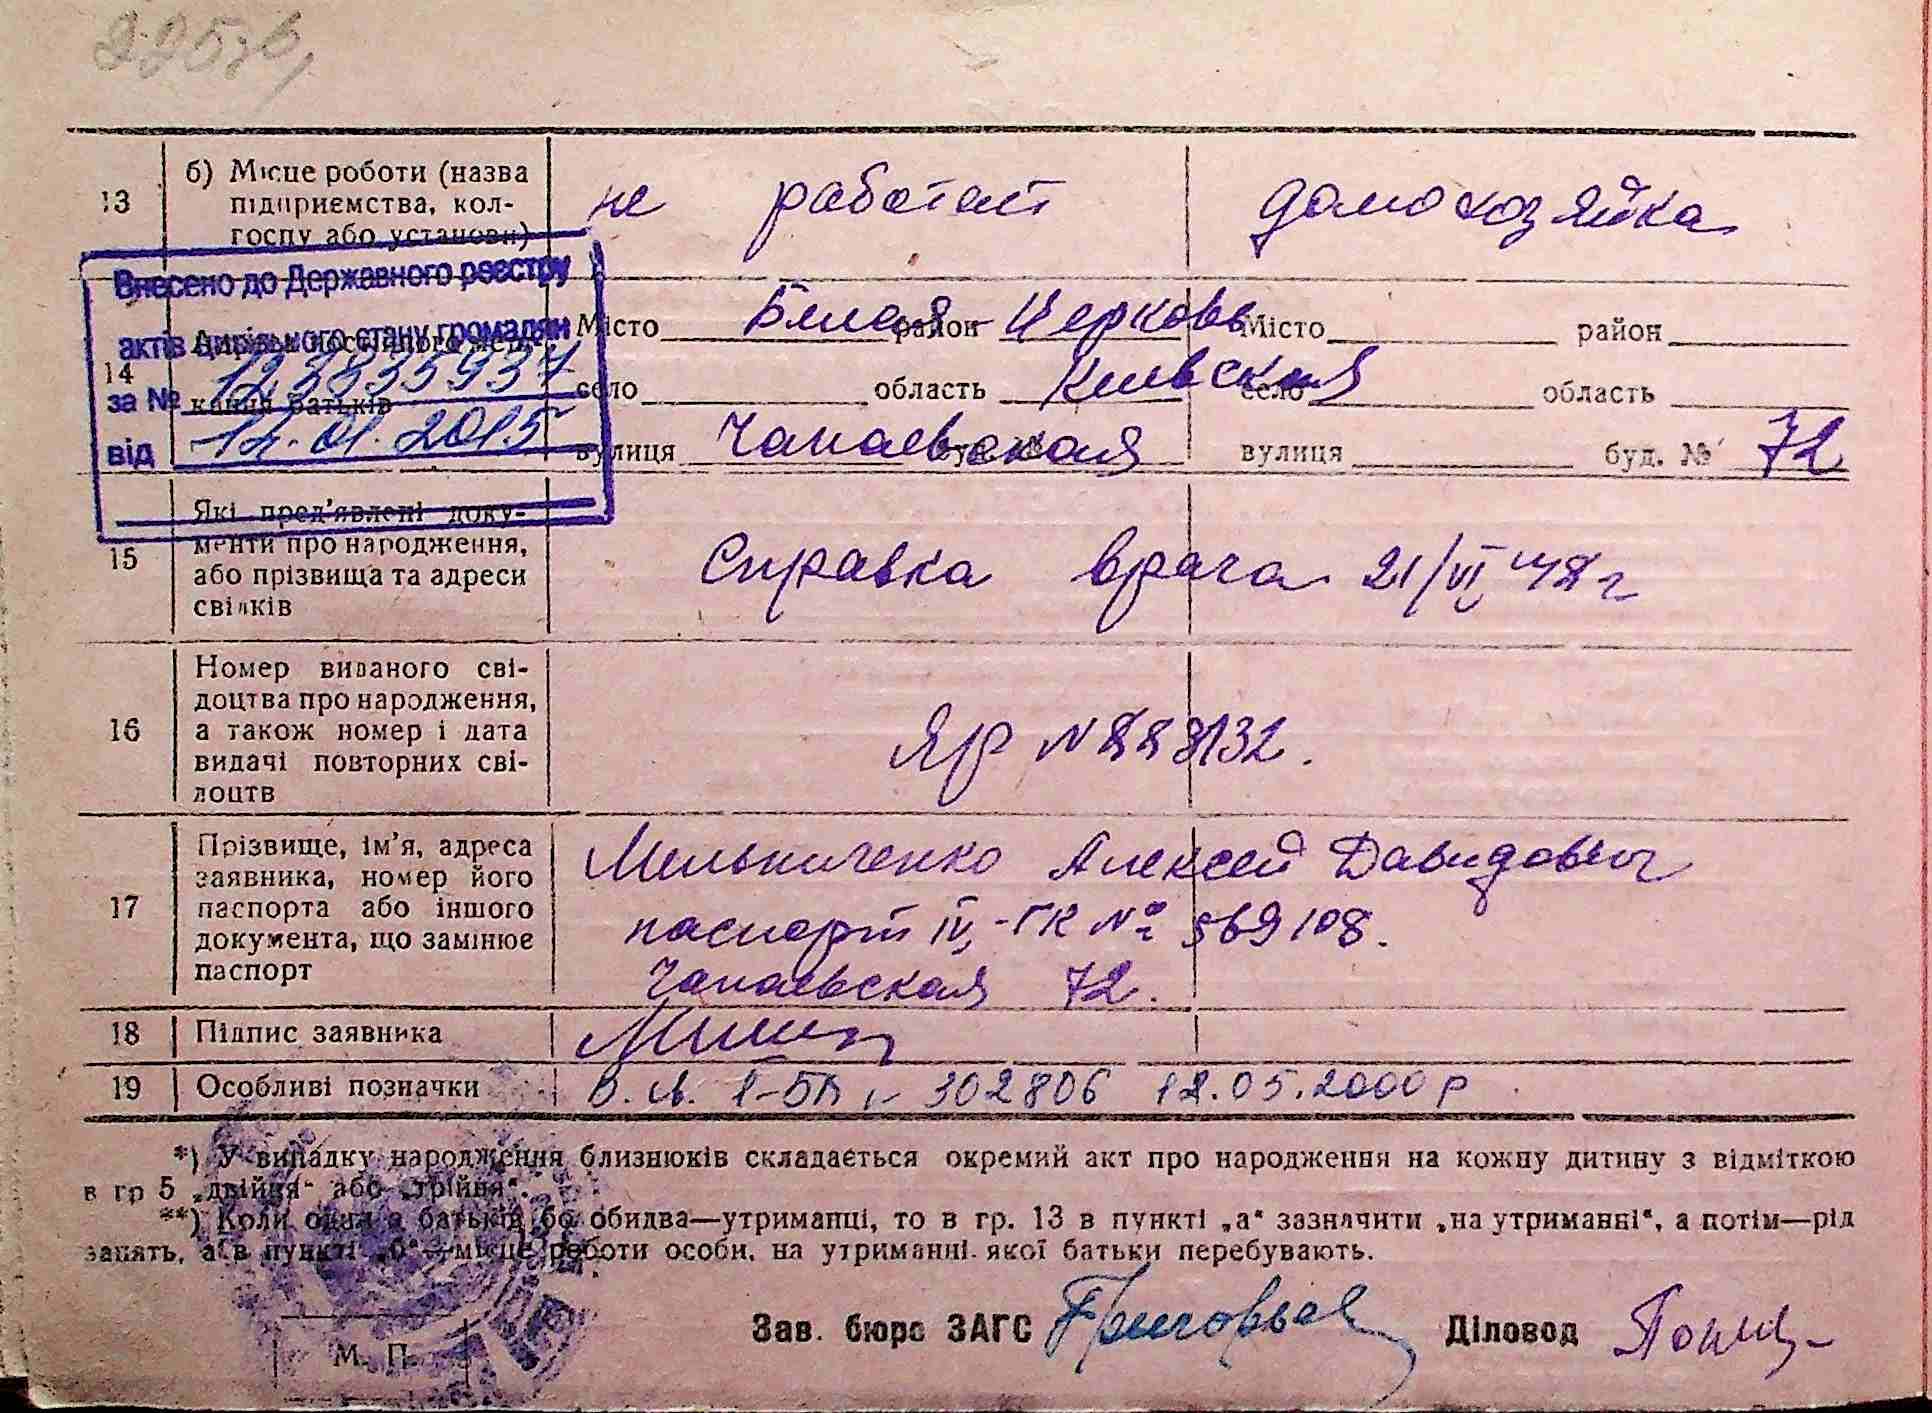 13
б) Місце роботи (назва
підприємства, кол-
госпу або установи)
не работает
домохозяйка
Внесено до Державного реєстру
актів цивільного стану громадян
за №
від 12.01.2015
14
кання батьків
Місто Белая район Церковь
село область Киевская
вулиця Чапаевская
Місто район
село область
вулиця буд. № 72
15
Які пред'явлені доку-
менти про народження,
або прізвища та адреси
свідків
Справка врача 21/VI 48 г
16
Номер виданого сві-
доцтва про народження,
а також номер і дата
видачі повторних сві-
доцтв
ЯР N 888132.
17
Прізвище, ім'я, адреса
заявника, номер його
паспорта або іншого
документа, що замінює
паспорт
Мельниченко Алексей Давидович
паспорт IV-ГК № 569108.
Чапаевская 72.
18
Підпис заявника
19
Особливі позначки
302806 12.05.2000 р
*) У випадку народження близнюків складається окремий акт про народження на кожну дитину з відміткою
в гр 5 „двійня“ або „трійня“.
**) Коли один з батьків бо обидва—утриманці, то в гр. 13 в пункті „а“ зазначити „на утриманні“, а потім—рід
занять, а в пункті „б“—місце роботи особи, на утриманні якої батьки перебувають.
М. П.
Зав. бюро ЗАГС
Діловод